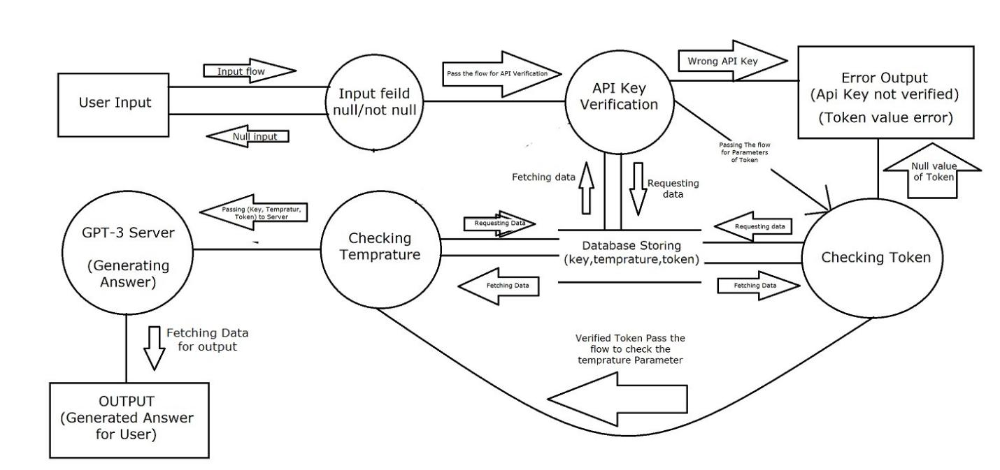 Input flow
User Input
Null input
Input feild
null/not null
Pass the flow for API Verification
API Key
Verification
Wrong API Key
Error Output
(Api Key not verified)
(Token value error)
Passing The flow
for Parameters
of Token
Null value
of Token
Fetching data
Requesting
data
GPT-3 Server
(Generating
Answer)
Passing (Key, Tempratur,
Token) to Server
Checking
Temprature
Requesting Data
Fetching Data
Database Storing
(key,temprature,token)
Requesting data
Fetching Data
Checking Token
Fetching Data
for output
Verified Token Pass the
flow to check the
temprature Parameter
OUTPUT
(Generated Answer
for User)